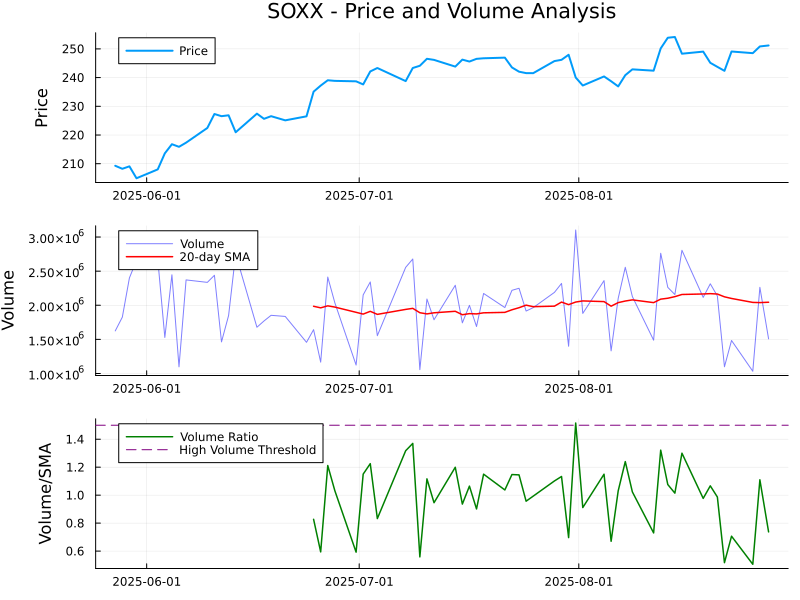 SOXX - Price and Volume Analysis
Price
250
240
230
220
210
Price
2025-06-01
2025-07-01
2025-08-01
Volume
20-day SMA
3.00×10⁶
2.50×10⁶
2.00×10⁶
1.50×10⁶
1.00×10⁶
Volume
2025-06-01
2025-07-01
2025-08-01
Volume Ratio
High Volume Threshold
1.4
1.2
1.0
0.8
0.6
Volume/SMA
2025-06-01
2025-07-01
2025-08-01